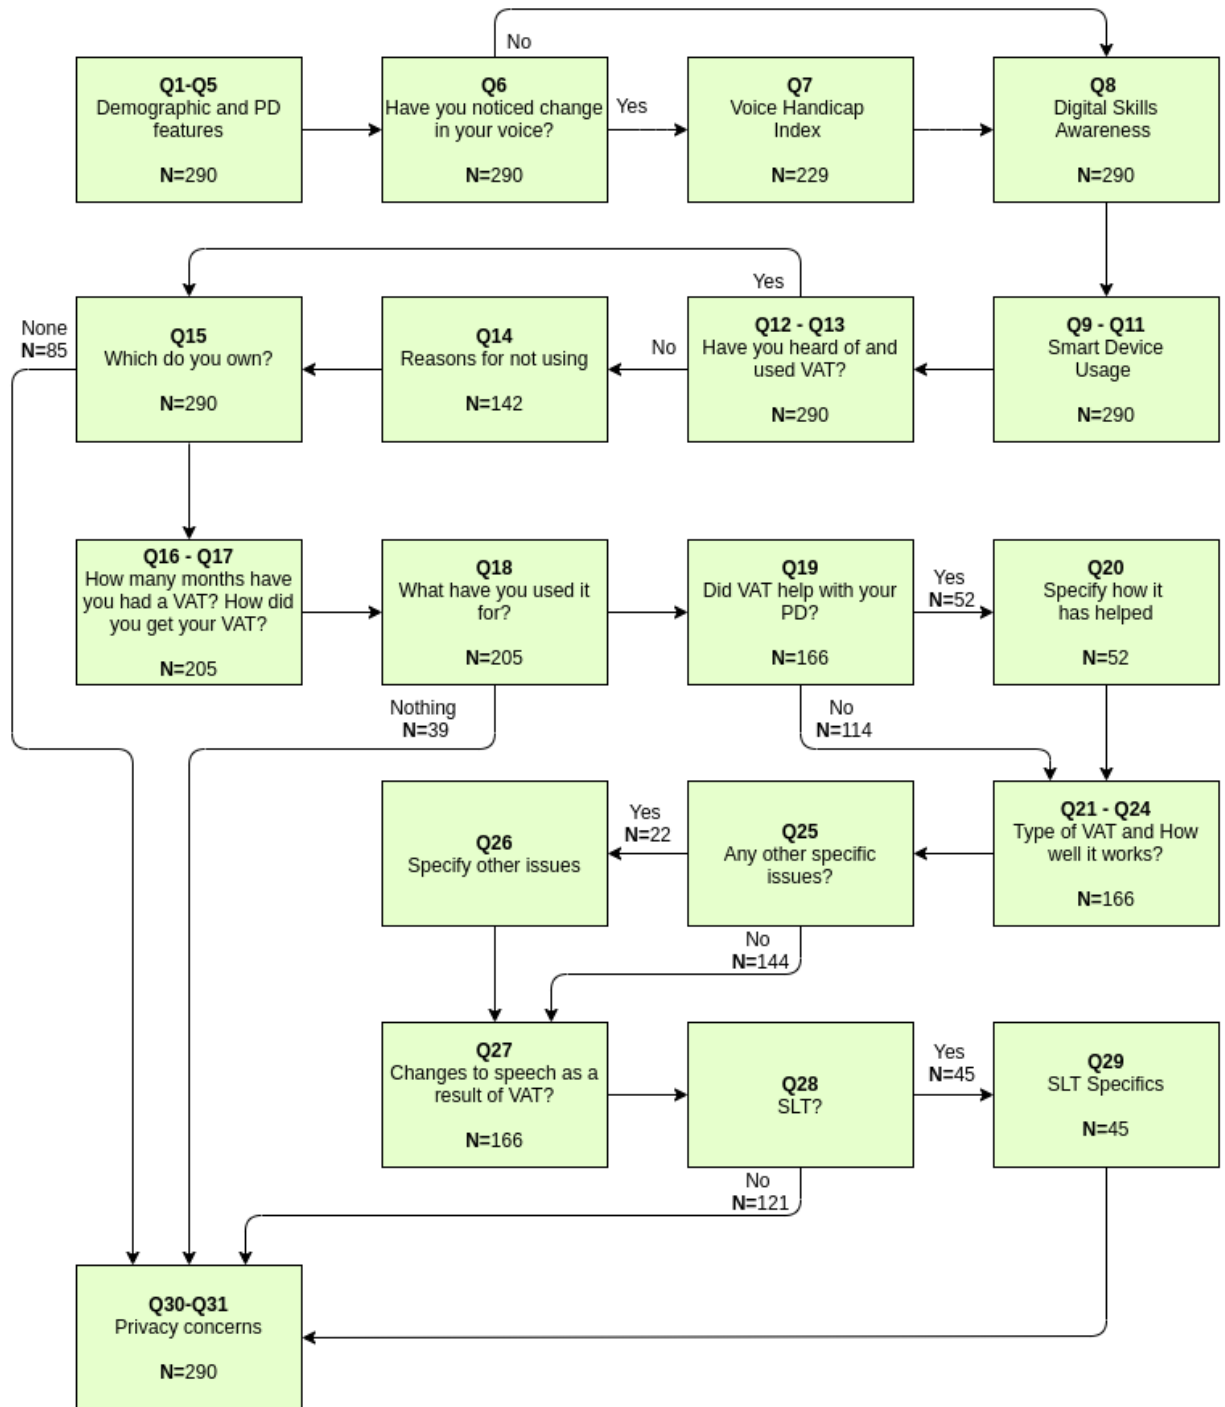 No
Q1-Q5
Demographic and PD
features
N=290
Q6
Have you noticed change
in your voice?
N=290
Yes
Q7
Voice Handicap
Index
N=229
Q8
Digital Skills
Awareness
N=290
Yes
None
N=85
Q15
Which do you own?
N=290
Q14
Reasons for not using
N=142
No
Q12 - Q13
Have you heard of and
used VAT?
N=290
Q9 - Q11
Smart Device
Usage
N=290
Q16 - Q17
How many months have
you had a VAT? How did
you get your VAT?
N=205
Q18
What have you used it
for?
N=205
Q19
Did VAT help with your
PD?
N=166
Yes
N=52
Q20
Specify how it
has helped
N=52
Nothing
N=39
No
N=114
Q26
Specify other issues
Yes
N=22
Q25
Any other specific
issues?
Q21 - Q24
Type of VAT and How
well it works?
N=166
No
N=144
Q27
Changes to speech as a
result of VAT?
N=166
Q28
SLT?
Yes
N=45
Q29
SLT Specifics
N=45
No
N=121
Q30-Q31
Privacy concerns
N=290